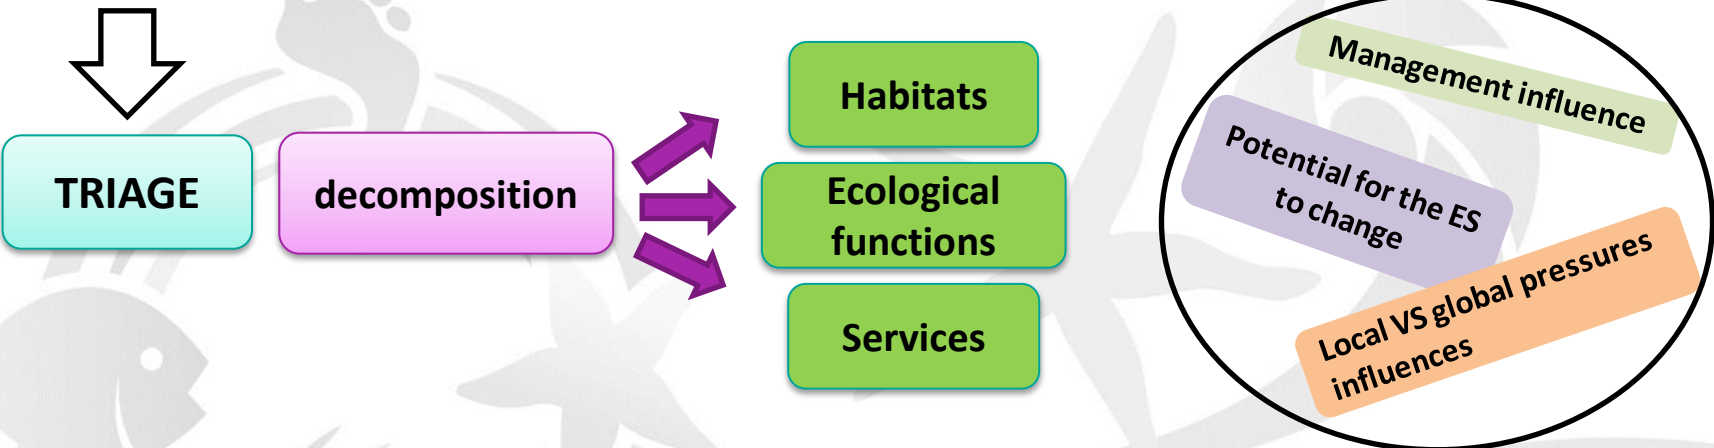 TRIAGE
decomposition
Habitats
Ecological
functions
Services
Management influence
Potential for the ES
to change
Local VS global pressures
influences